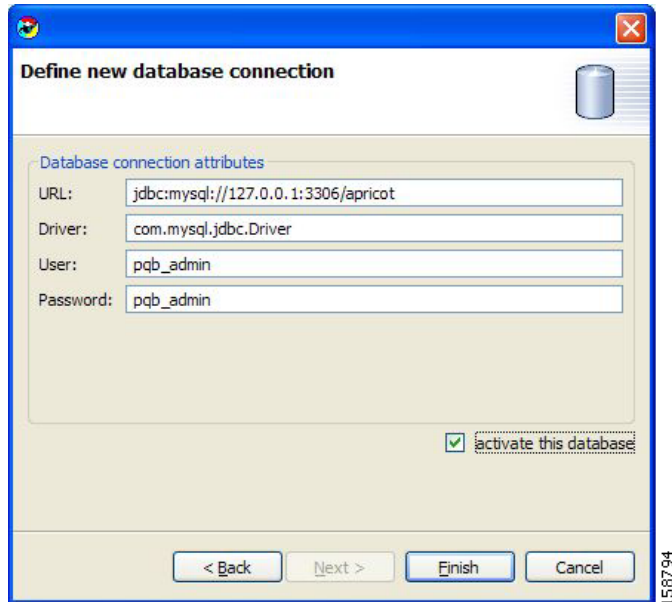 Define new database connection
Database connection attributes
URL: jdbc:mysql://127.0.0.1:3306/apricot
Driver: com.mysql.jdbc.Driver
User: pqb_admin
Password: pqb_admin
activate this database
< Back Next > Finish Cancel
58794